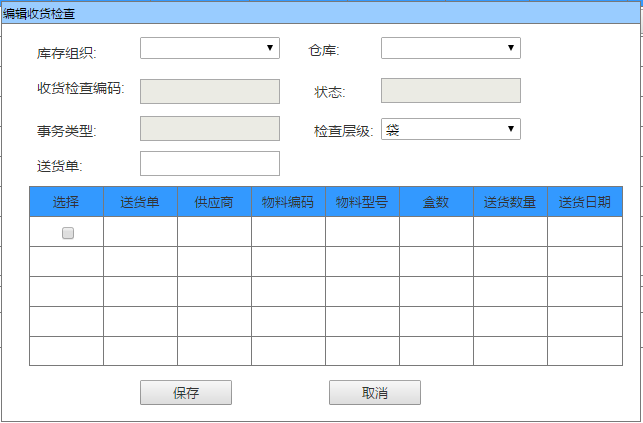 编辑收货检查
库存组织: 仓库:
收货检查编码: 状态:
事务类型: 检查层级: 袋
送货单:
选择 送货单 供应商 物料编码 物料型号 盒数 送货数量 送货日期
保存 取消